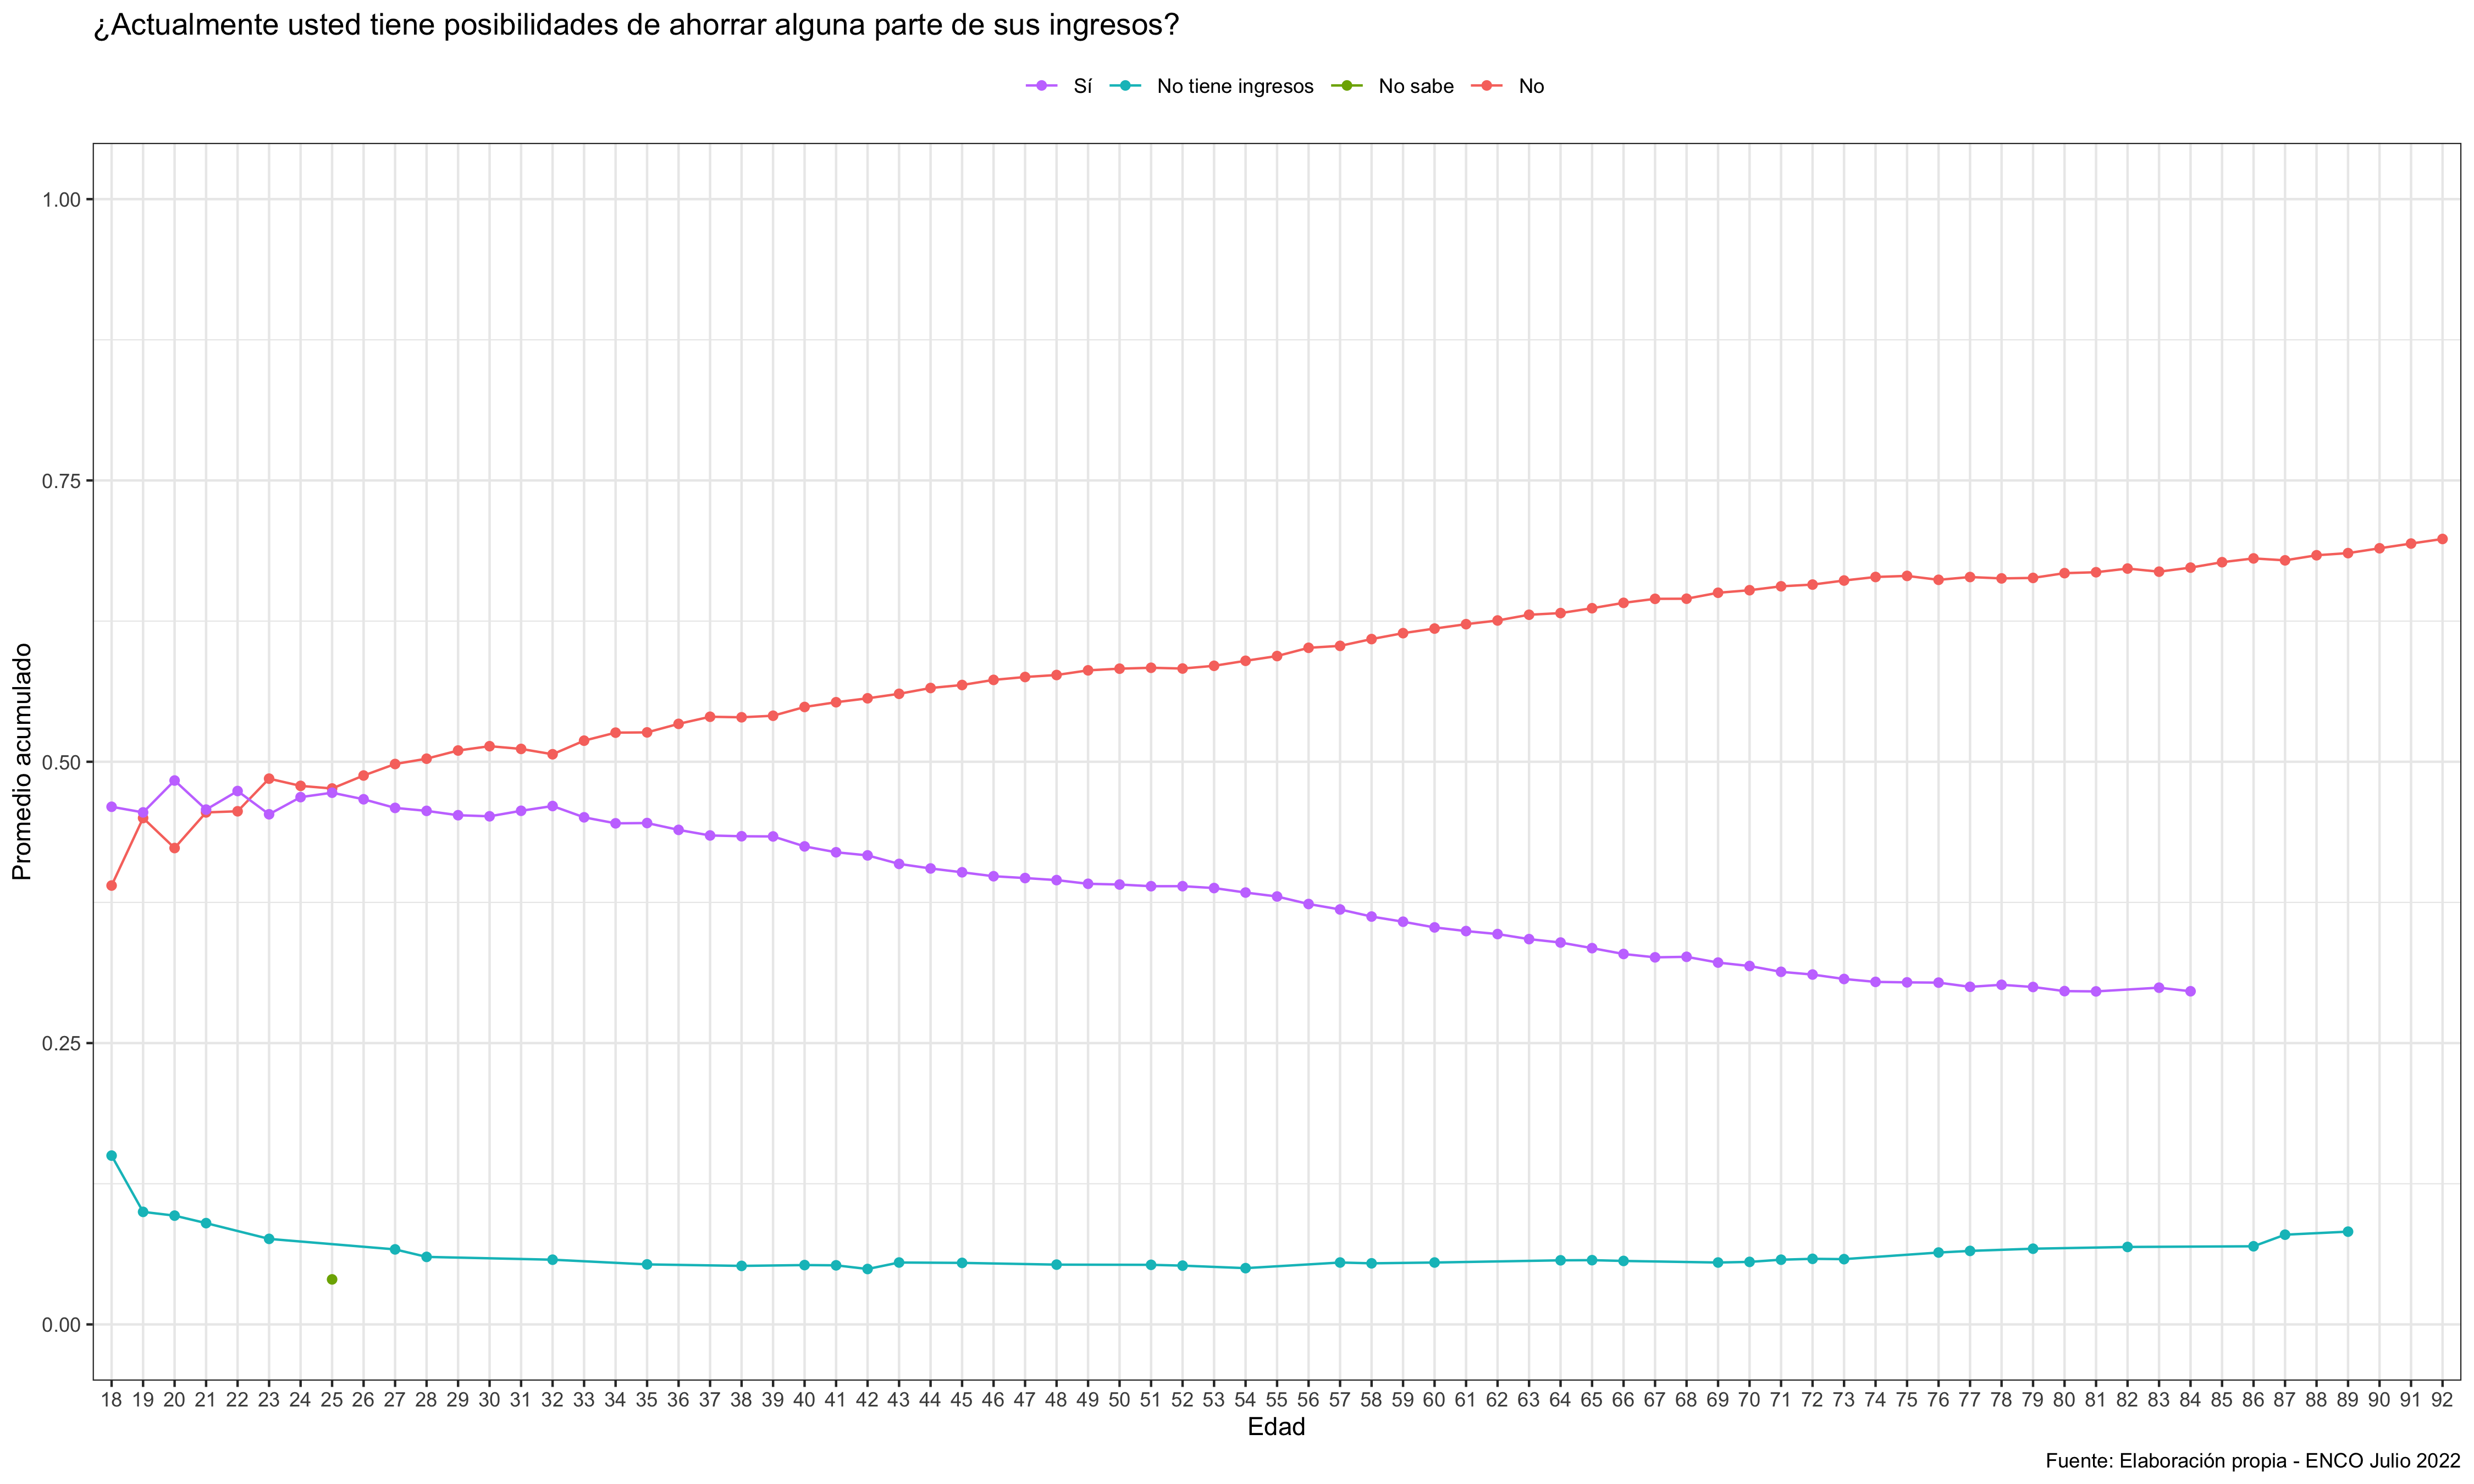 ¿Actualmente usted tiene posibilidades de ahorrar alguna parte de sus ingresos?
Sí No tiene ingresos No sabe No
1.00
0.75
0.50
0.25
0.00
Promedio acumulado
18 19 20 21 22 23 24 25 26 27 28 29 30 31 32 33 34 35 36 37 38 39 40 41 42 43 44 45 46 47 48 49 50 51 52 53 54 55 56 57 58 59 60 61 62 63 64 65 66 67 68 69 70 71 72 73 74 75 76 77 78 79 80 81 82 83 84 85 86 87 88 89 90 91 92
Edad
Fuente: Elaboración propia - ENCO Julio 2022